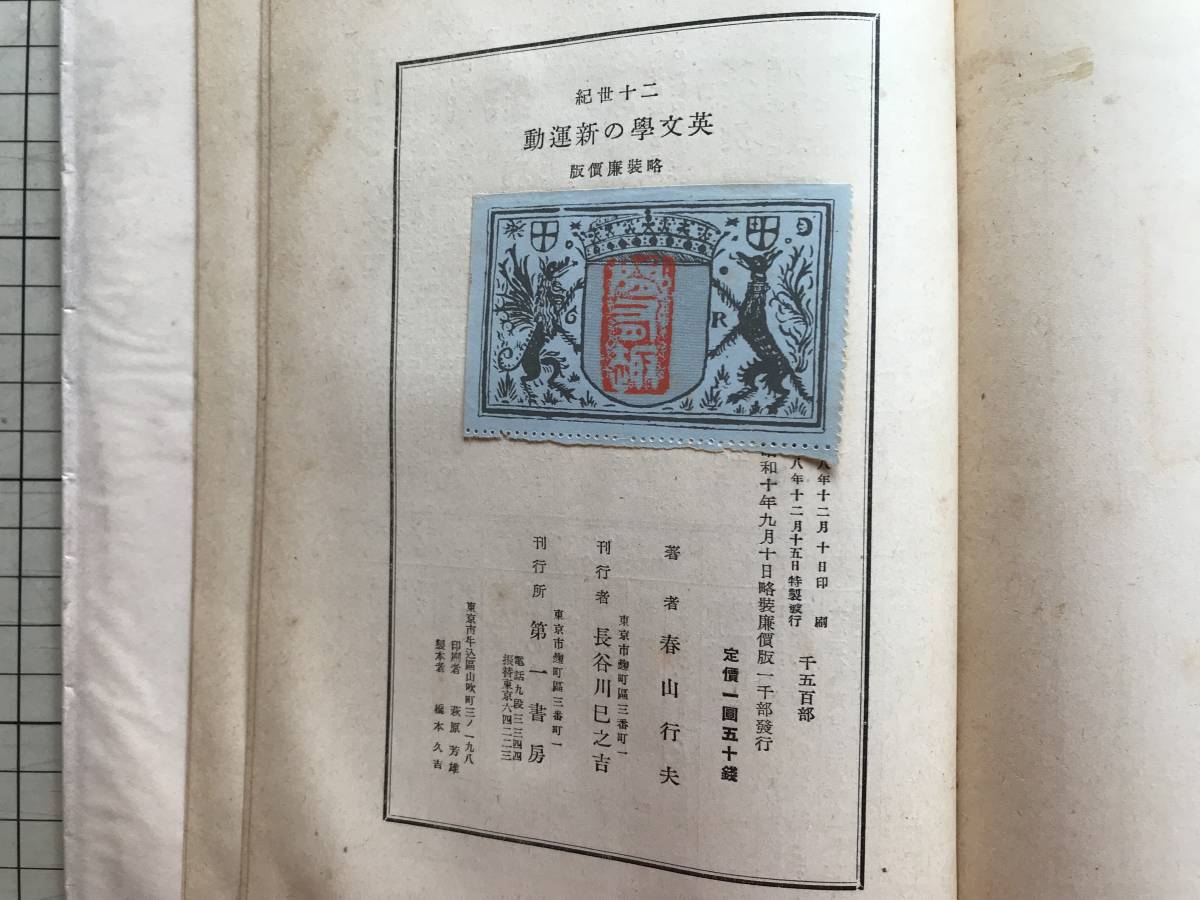 二十世紀
英文學の新運動
略裝廉價版
R
八年十二月十日印刷
八年十二月十五日特製發行
千五百部
和十年九月十日略裝廉價版一千部發行
定價一圓五十錢
著者 春山行夫
東京市麹町區三番町一
刊行者 長谷川巳之吉
東京市麹町區三番町一
刊行所 第一書房
電話九段三三四四
振替東京六四二二三
東京市牛込區山吹町三ノ一九八
印刷者 萩原芳雄
製本者 橋本久吉